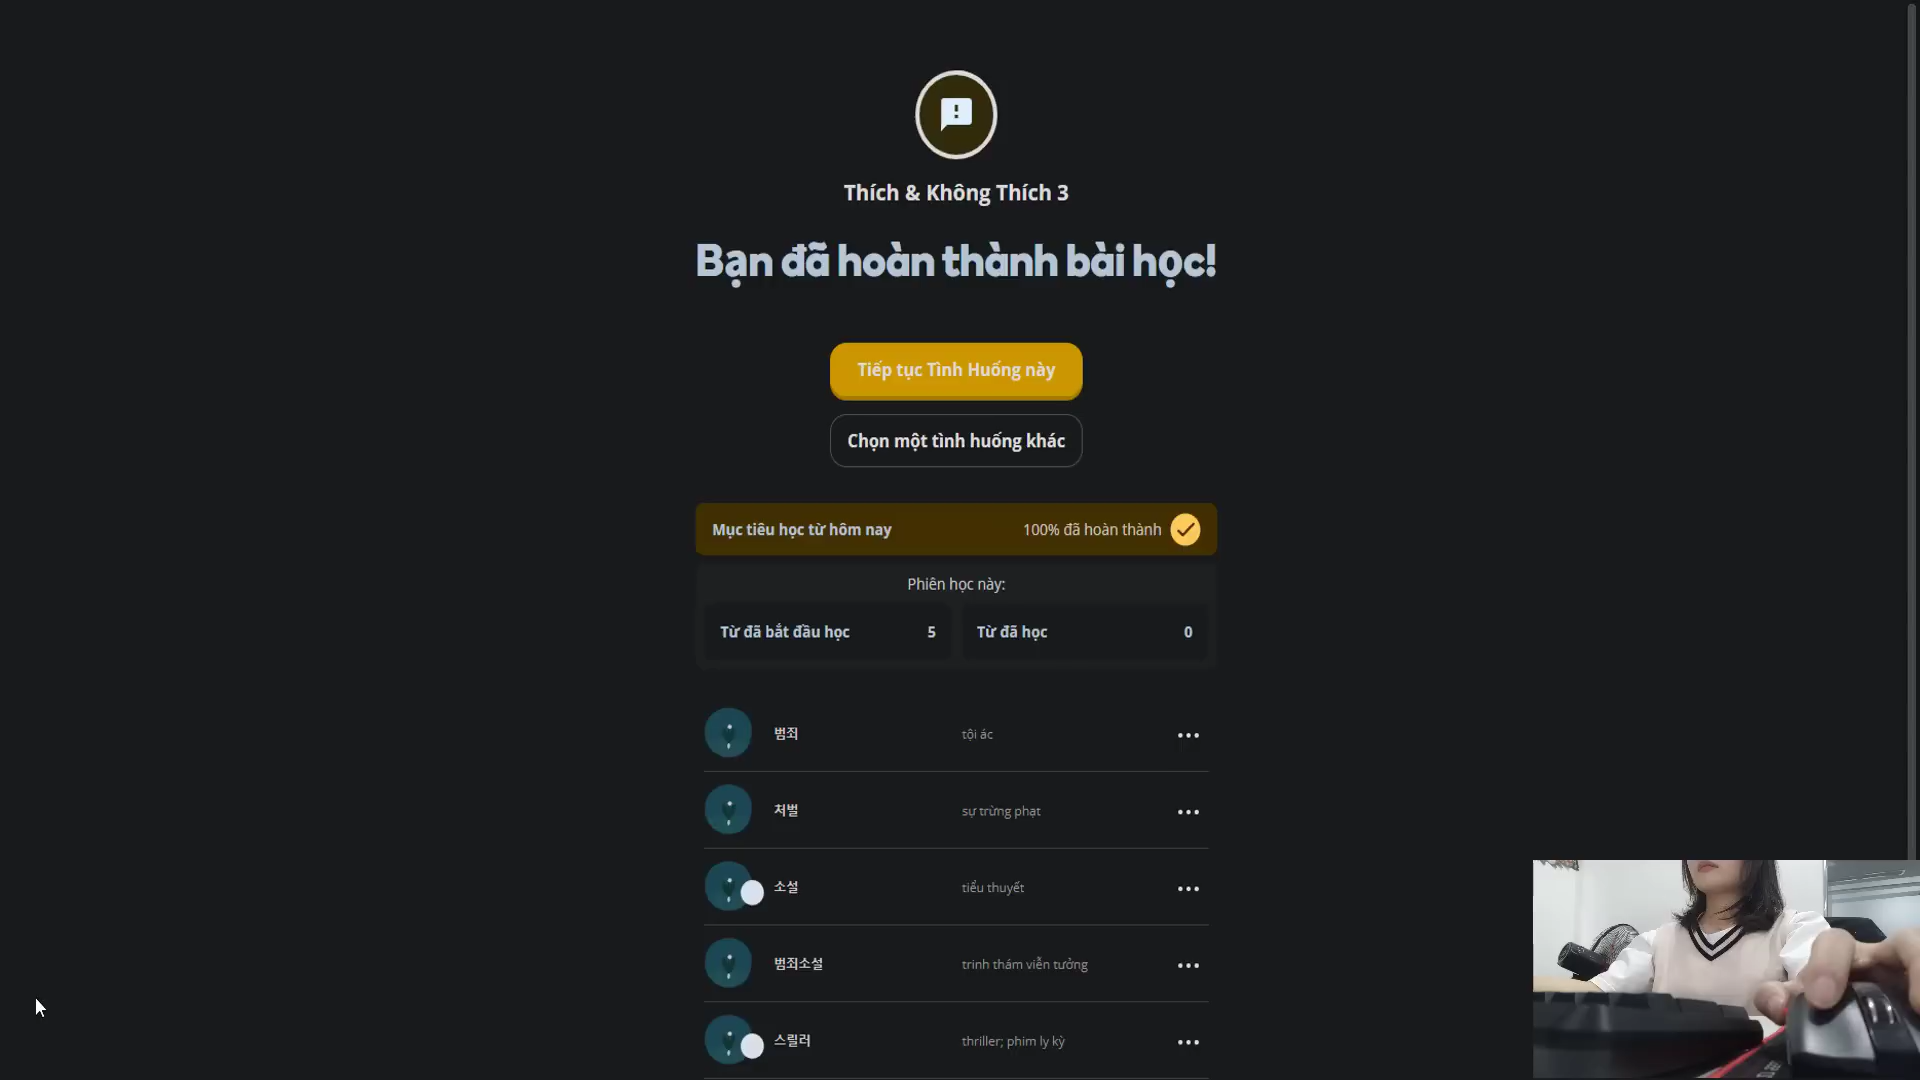 Thích & Không Thích 3
Bạn đã hoàn thành bài học!
Tiếp tục Tình Huống này
Chọn một tình huống khác
Mục tiêu học từ hôm nay 100% đã hoàn thành
Phiên học này:
Từ đã bắt đầu học 5 Từ đã học 0
범죄 tội ác
처벌 sự trừng phạt
소설 tiểu thuyết
범죄소설 trinh thám viễn tưởng
스릴러 thriller; phim ly kỳ